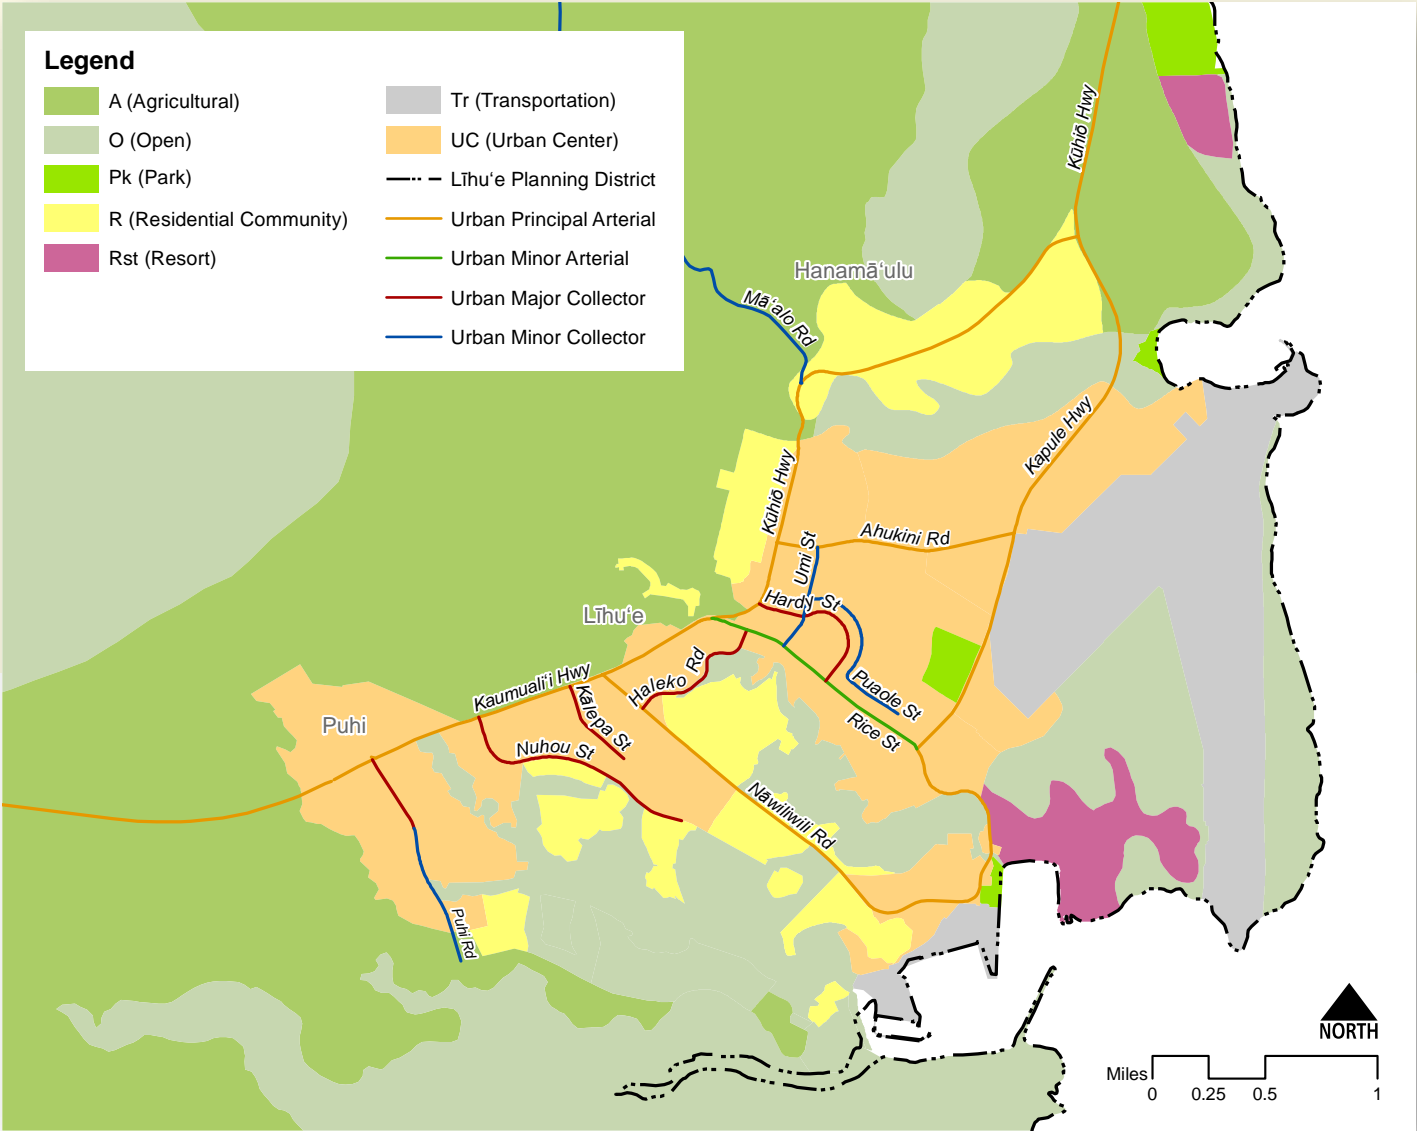 Legend
A (Agricultural)
O (Open)
Pk (Park)
R (Residential Community)
Rst (Resort)
Tr (Transportation)
UC (Urban Center)
Līhuʻe Planning District
Urban Principal Arterial
Urban Minor Arterial
Urban Major Collector
Urban Minor Collector
Kūhiō Hwy
Hanamāʻulu
Māʻalo Rd
Kapule Hwy
Kūhiō Hwy
Ahukini Rd
Umi St
Hardy St
Līhuʻe
Kaumualiʻi Hwy
Haleko Rd
Kālepa St
Puaole St
Rice St
Puhi
Nuhou St
Nāwiliwili Rd
Puhi Rd
NORTH
Miles
0 0.25 0.5 1